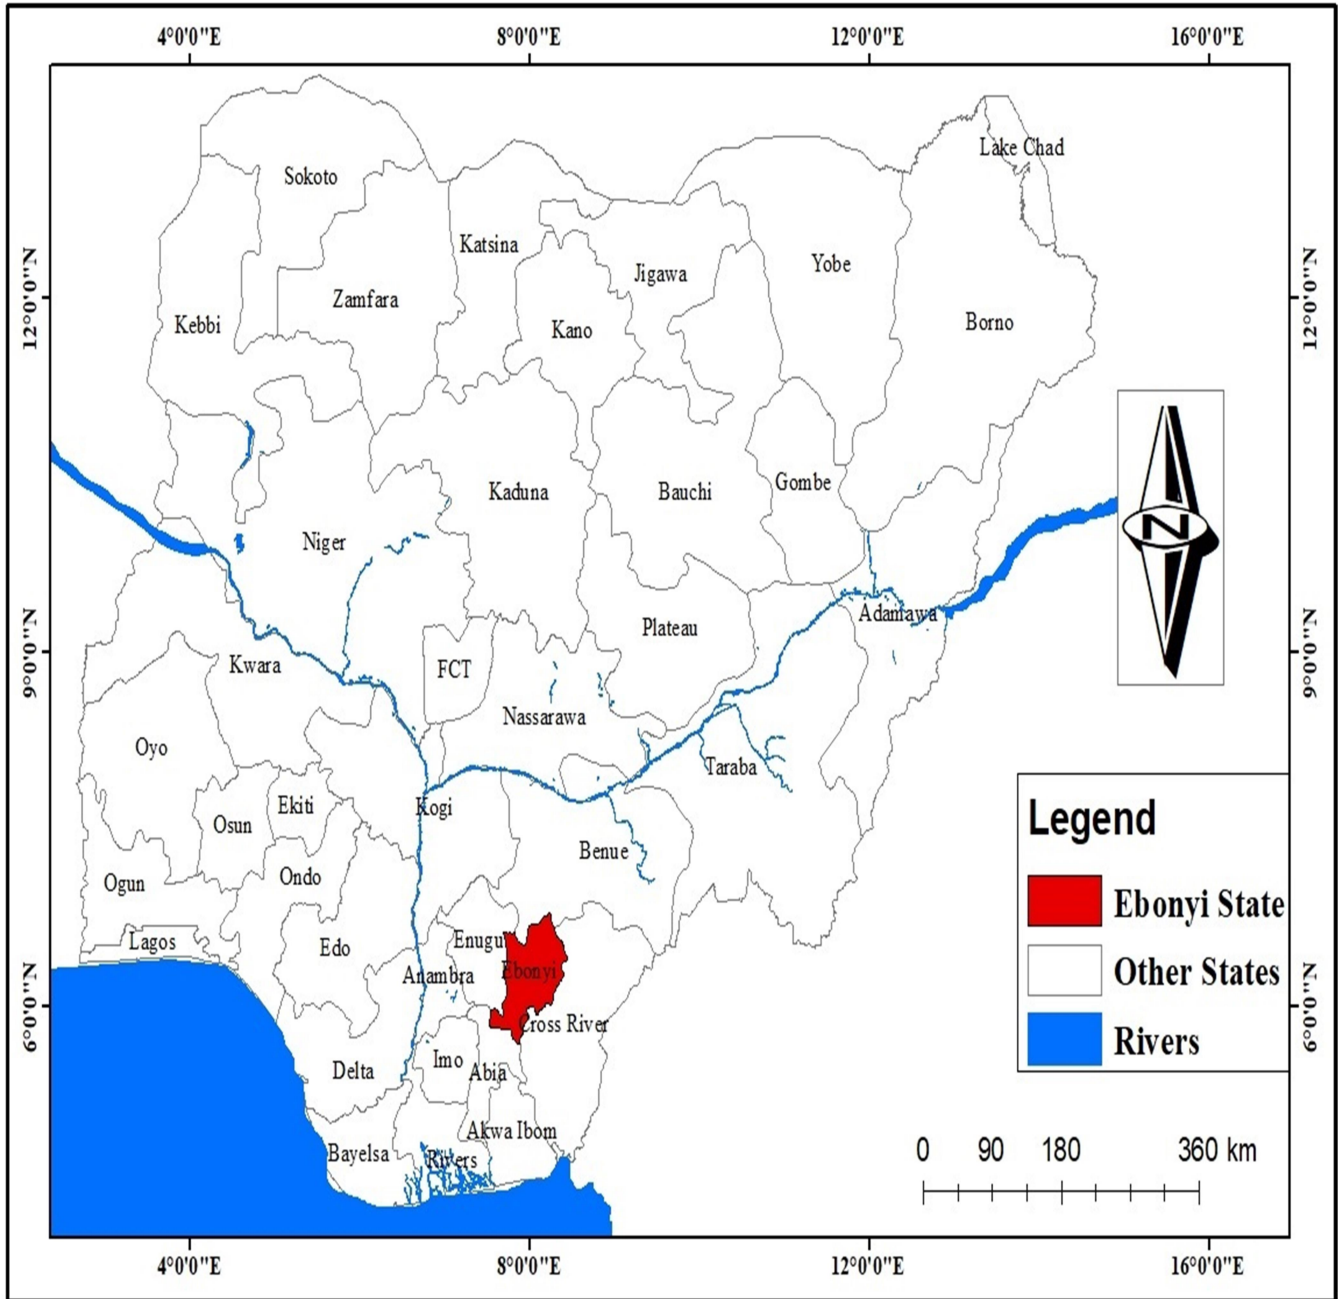 4°0'0"E 8°0'0"E 12°0'0"E 16°0'0"E
Lake Chad
Sokoto
Katsina
Yobe
Jigawa
12°0'0"N
12°0'0"N
Zamfara
Kebbi
Kano
Borno
Gombe
Kaduna
Bauchi
N
Niger
Adamawa
Plateau
9°0'0"N
9°0'0"N
Kwara
FCT
Nassarawa
Oyo
Taraba
Ekiti
Kogi
Osun
Benue
Ogun
Ondo
Lagos
Edo
Enugu
Anambra
Ebonyi
6°0'0"N
6°0'0"N
Cross River
Delta
Imo
Abia
Akwa Ibom
Bayelsa
Rivers
Legend
Ebonyi State
Other States
Rivers
0 90 180 360 km
4°0'0"E 8°0'0"E 12°0'0"E 16°0'0"E